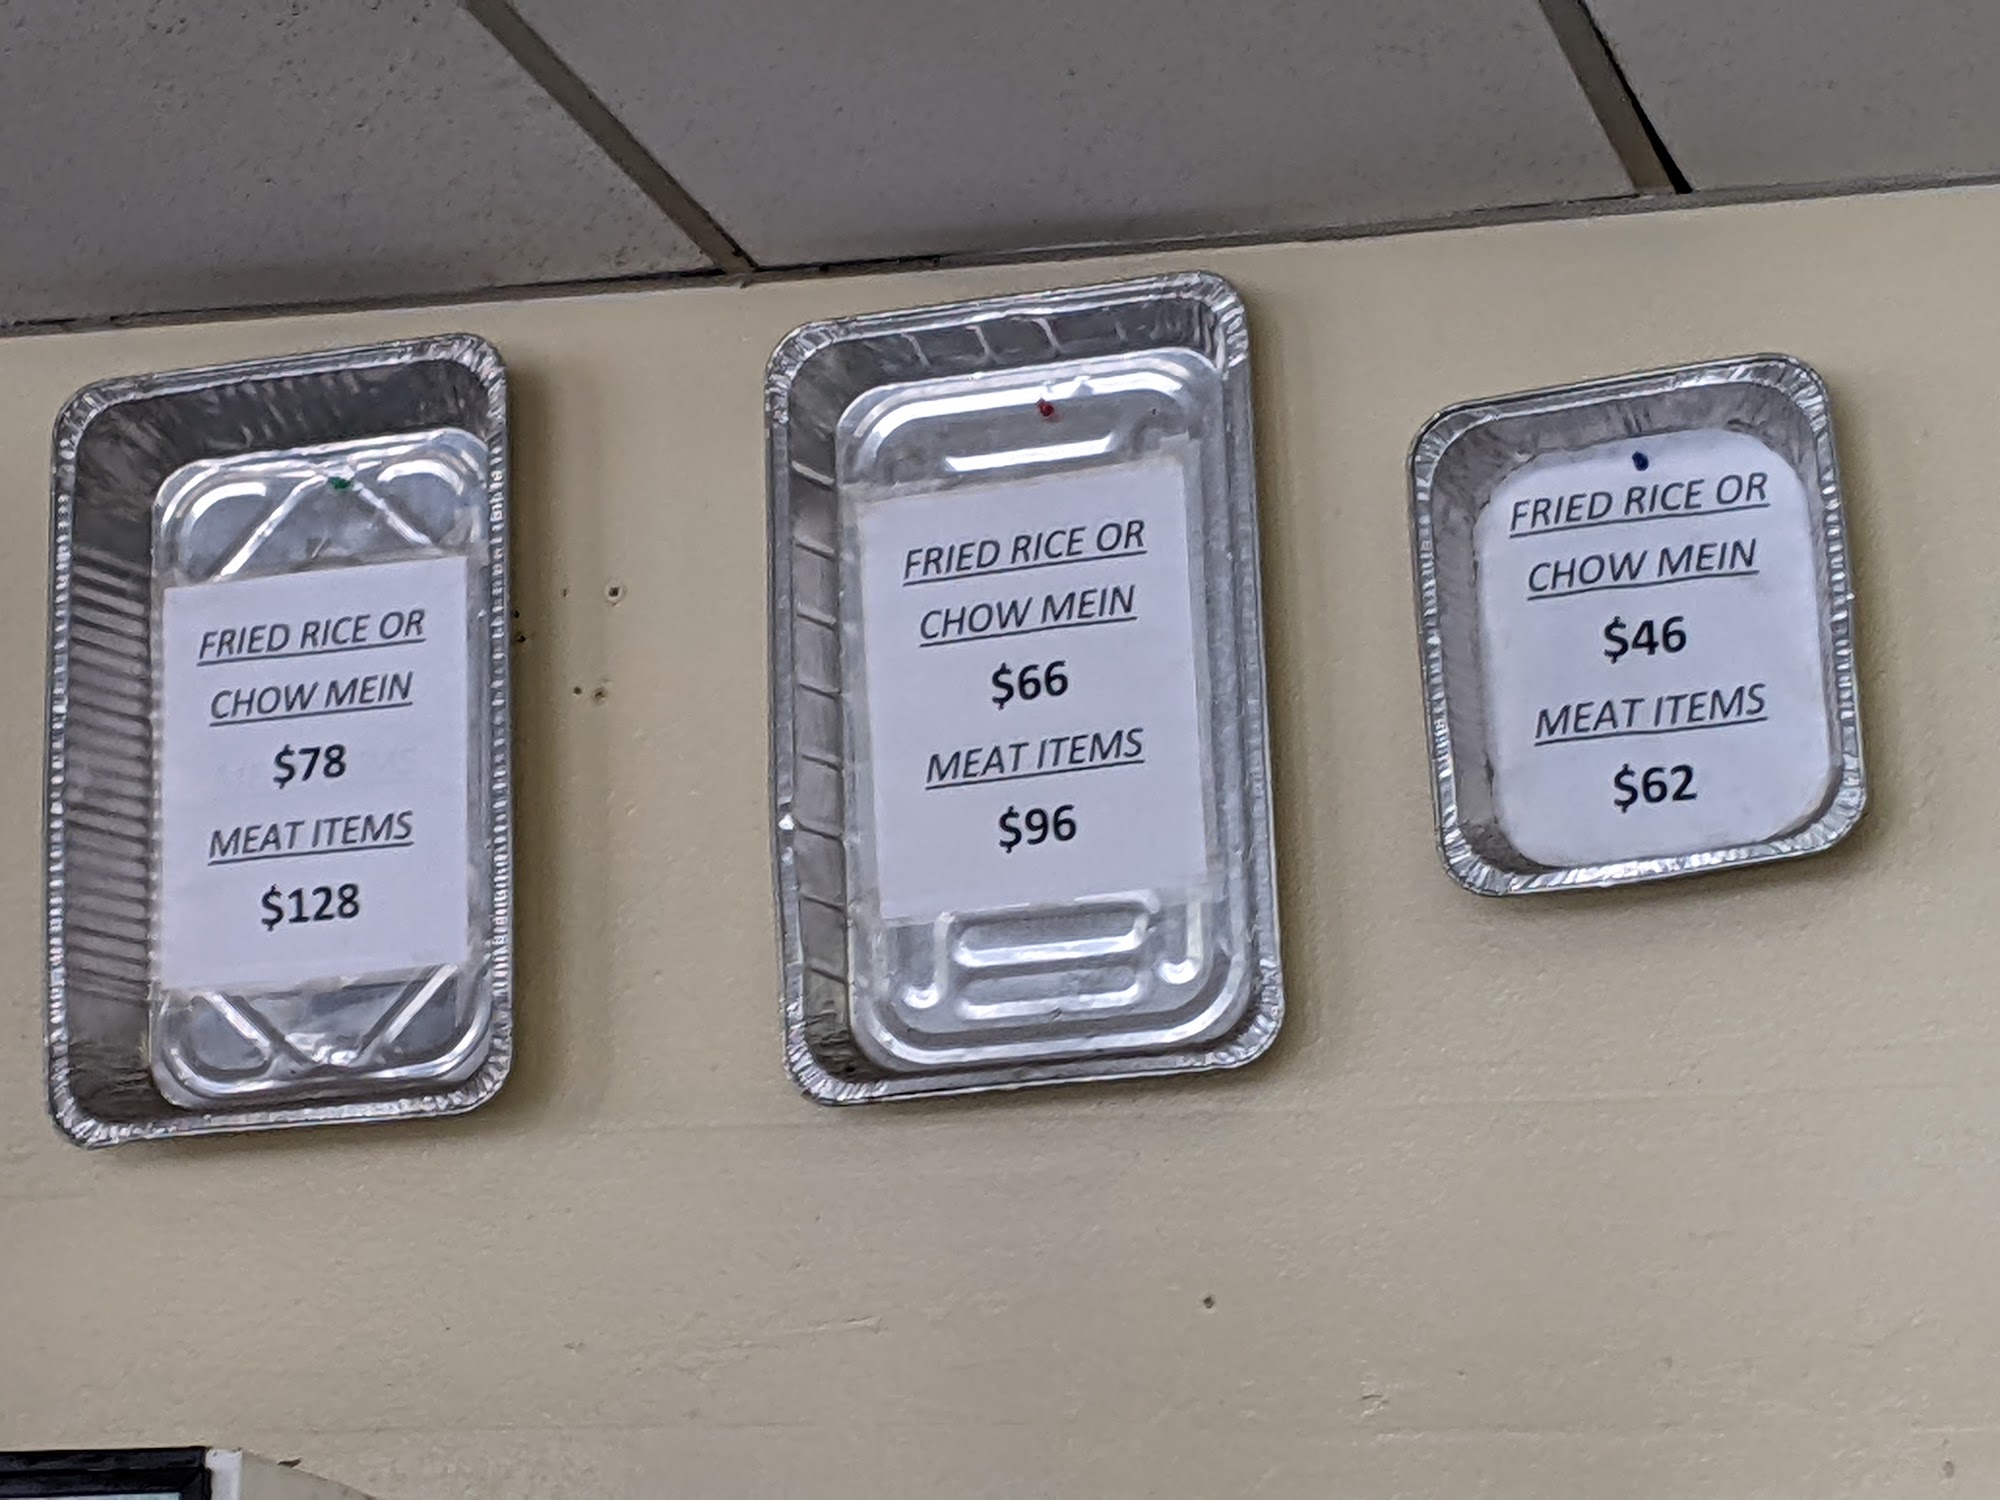 FRIED RICE OR
CHOW MEIN
$78
MEAT ITEMS
$128
FRIED RICE OR
CHOW MEIN
$66
MEAT ITEMS
$96
FRIED RICE OR
CHOW MEIN
$46
MEAT ITEMS
$62